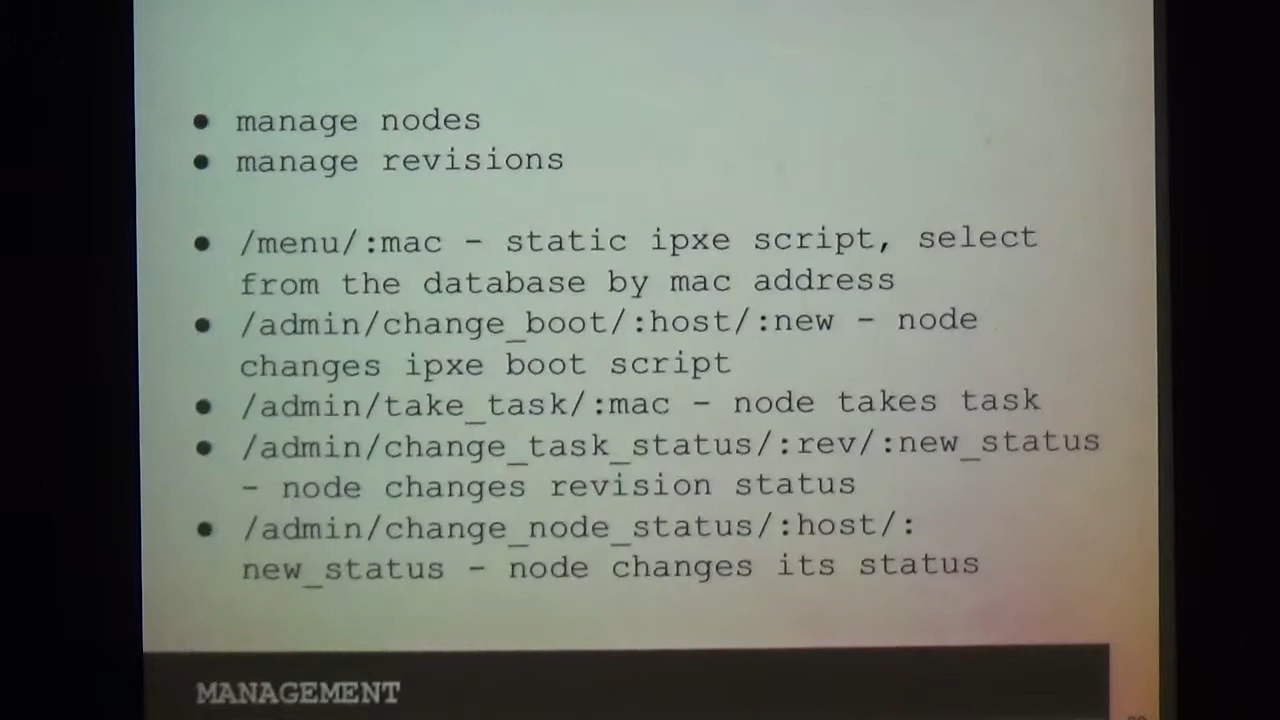 ● manage nodes
● manage revisions
● /menu/:mac - static ipxe script, select
from the database by mac address
● /admin/change_boot/:host/:new - node
changes ipxe boot script
● /admin/take_task/:mac - node takes task
● /admin/change_task_status/:rev/:new_status
- node changes revision status
● /admin/change_node_status/:host/:
new_status - node changes its status
MANAGEMENT